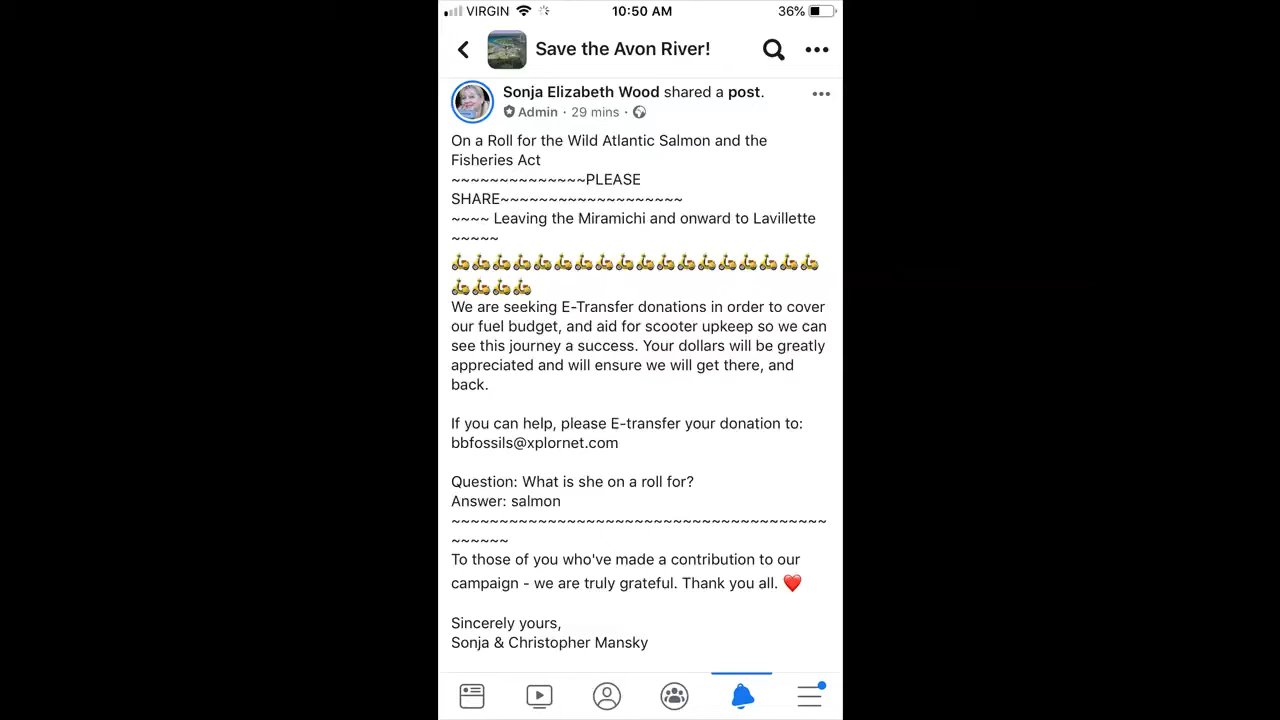 VIRGIN 10:50 AM 36%
Save the Avon River!
Sonja Elizabeth Wood shared a post.
Admin · 29 mins ·
On a Roll for the Wild Atlantic Salmon and the
Fisheries Act
~~~~~~~~~~~~~~PLEASE
SHARE~~~~~~~~~~~~~~~~~~~
~~~~ Leaving the Miramichi and onward to Lavillette
~~~~~
🛵🛵🛵🛵🛵🛵🛵🛵🛵🛵🛵🛵🛵🛵🛵🛵🛵🛵
🛵🛵🛵🛵
We are seeking E-Transfer donations in order to cover
our fuel budget, and aid for scooter upkeep so we can
see this journey a success. Your dollars will be greatly
appreciated and will ensure we will get there, and
back.
If you can help, please E-transfer your donation to:
bbfossils@xplornet.com
Question: What is she on a roll for?
Answer: salmon
~~~~~~~~~~~~~~~~~~~~~~~~~~~~~~~~~~~~~~~
~~~~~~
To those of you who've made a contribution to our
campaign - we are truly grateful. Thank you all. ❤️
Sincerely yours,
Sonja & Christopher Mansky